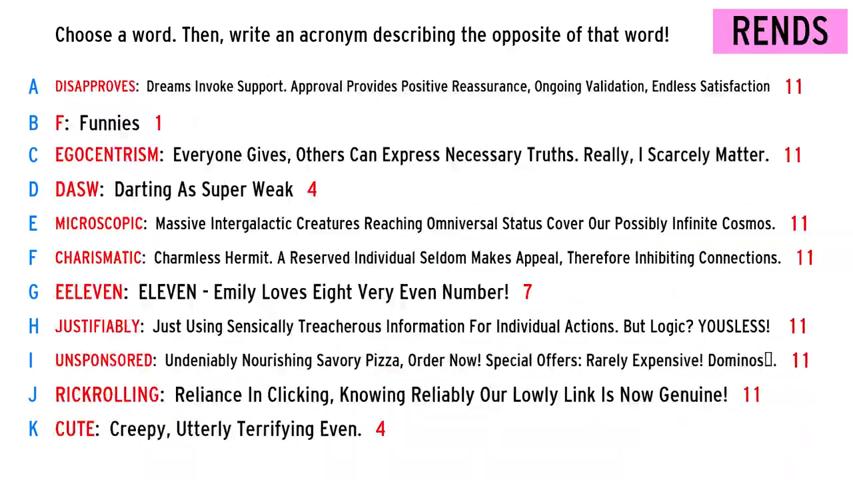 Choose a word. Then, write an acronym describing the opposite of that word!
RENDS
A DISAPPROVES: Dreams Invoke Support. Approval Provides Positive Reassurance, Ongoing Validation, Endless Satisfaction 11
B F: Funnies 1
C EGOCENTRISM: Everyone Gives, Others Can Express Necessary Truths. Really, I Scarcely Matter. 11
D DASW: Darting As Super Weak 4
E MICROSCOPIC: Massive Intergalactic Creatures Reaching Omniversal Status Cover Our Possibly Infinite Cosmos. 11
F CHARISMATIC: Charmless Hermit. A Reserved Individual Seldom Makes Appeal, Therefore Inhibiting Connections. 11
G EELEVEN: ELEVEN - Emily Loves Eight Very Even Number! 7
H JUSTIFIABLY: Just Using Sensically Treacherous Information For Individual Actions. But Logic? YOUSLESS! 11
I UNSPONSORED: Undeniably Nourishing Savory Pizza, Order Now! Special Offers: Rarely Expensive! Dominos▯. 11
J RICKROLLING: Reliance In Clicking, Knowing Reliably Our Lowly Link Is Now Genuine! 11
K CUTE: Creepy, Utterly Terrifying Even. 4